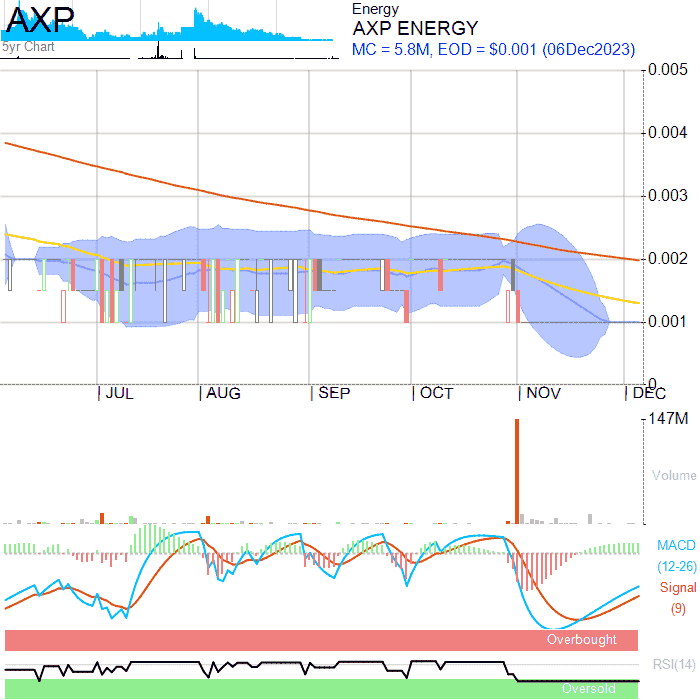 AXP
5yr Chart
Energy
AXP ENERGY
MC = 5.8M, EOD = $0.001 (06Dec2023)
0.005
0.004
0.003
0.002
0.001
0
JUL
AUG
SEP
OCT
NOV
DEC
147M
Volume
MACD
(12-26)
Signal
(9)
Overbought
RSI(14)
Oversold